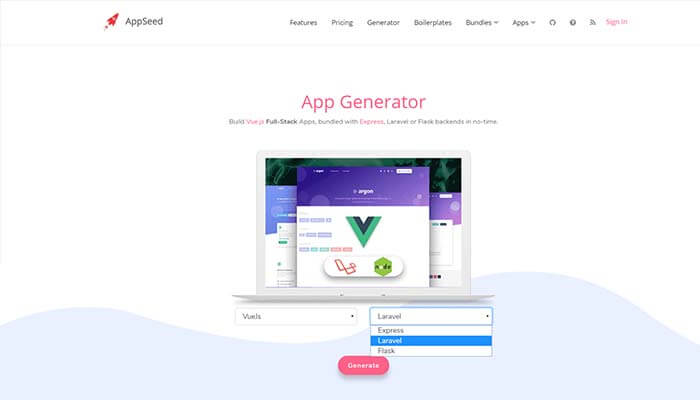 AppSeed
Features Pricing Generator Boilerplates Bundles Apps Sign In
App Generator
Build Vue.js Full-Stack Apps, bundled with Express, Laravel or Flask backends in no-time.
argon
node
VueJs Laravel
Express
Laravel
Flask
Generate